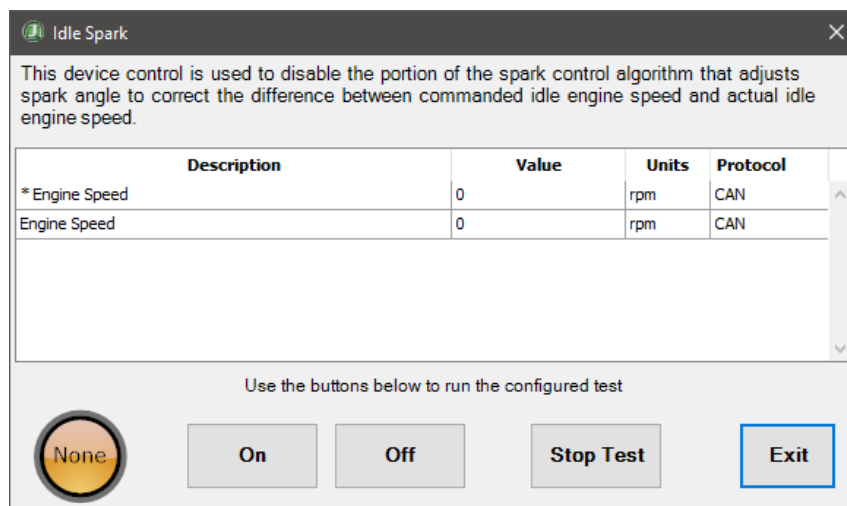 Idle Spark
This device control is used to disable the portion of the spark control algorithm that adjusts
spark angle to correct the difference between commanded idle engine speed and actual idle
engine speed.
Description Value Units Protocol
* Engine Speed 0 rpm CAN
Engine Speed 0 rpm CAN
Use the buttons below to run the configured test
None On Off Stop Test Exit